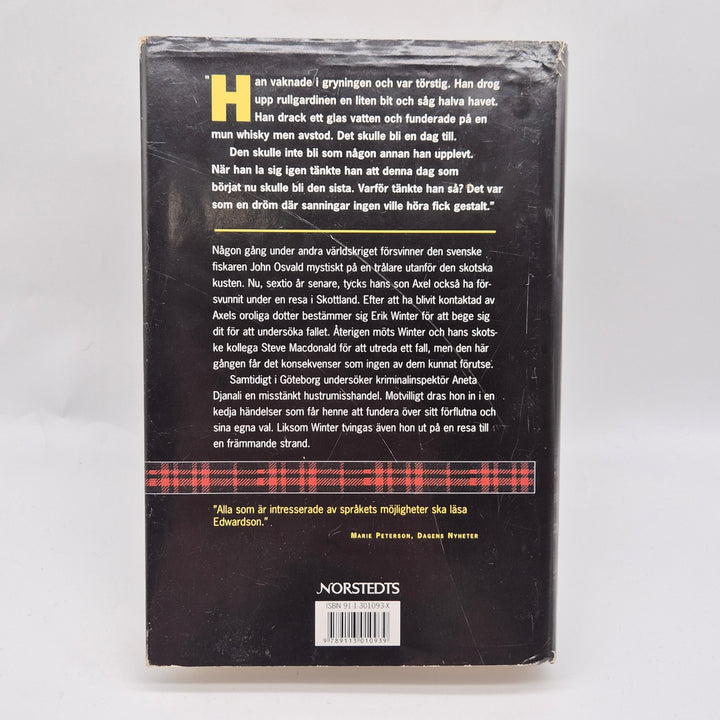 "Han vaknade i gryningen och var törstig. Han drog
upp rullgardinen en liten bit och såg halva havet.
Han drack ett glas vatten och funderade på en
mun whisky men avstod. Det skulle bli en dag till.
Den skulle inte bli som någon annan han upplevt.
När han la sig igen tänkte han att denna dag som
börjat nu skulle bli den sista. Varför tänkte han så? Det var
som en dröm där sanningar ingen ville höra fick gestalt."
Någon gång under andra världskriget försvinner den svenske
fiskaren John Osvald mystiskt på en trålare utanför den skotska
kusten. Nu, sextio år senare, tycks hans son Axel också ha för-
svunnit under en resa i Skottland. Efter att ha blivit kontaktad av
Axels oroliga dotter bestämmer sig Erik Winter för att bege sig
dit för att undersöka fallet. Återigen möts Winter och hans skots-
ke kollega Steve Macdonald för att utreda ett fall, men den här
gången får det konsekvenser som ingen av dem kunnat förutse.
Samtidigt i Göteborg undersöker kriminalinspektör Aneta
Djanali en misstänkt hustrumisshandel. Motvilligt dras hon in i en
kedja händelser som får henne att fundera över sitt förflutna och
sina egna val. Liksom Winter tvingas även hon ut på en resa till
en främmande strand.
"Alla som är intresserade av språkets möjligheter ska läsa
Edwardson."
MARIE PETERSON, DAGENS NYHETER
NORSTEDTS
ISBN 91-1-301093-X
9 789113 010939